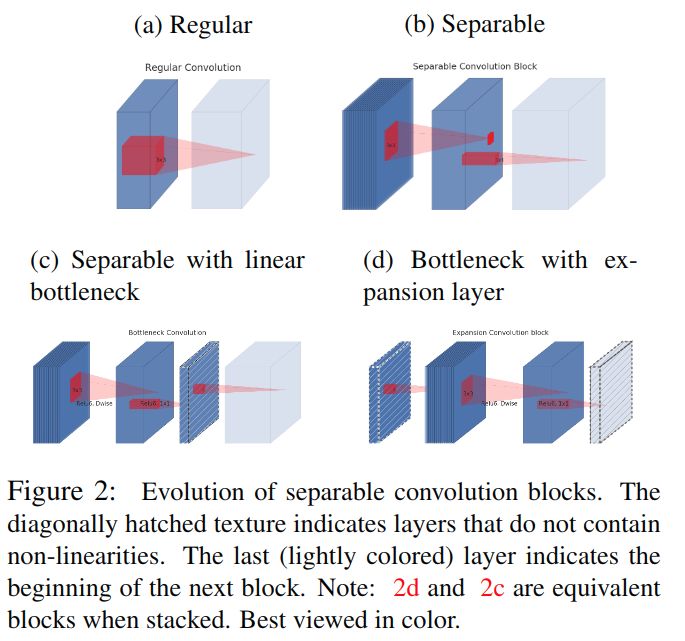 (a) Regular
(b) Separable
Regular Convolution
Separable Convolution Block
3x3
3x3
1x1
(c) Separable with linear
bottleneck
(d) Bottleneck with ex-
pansion layer
Bottleneck Convolution
Expansion Convolution block
3x3
Relu6, Dwise
Relu6, 1x1
3x3
Relu6, Dwise
Relu6, 1x1
Figure 2: Evolution of separable convolution blocks. The
diagonally hatched texture indicates layers that do not contain
non-linearities. The last (lightly colored) layer indicates the
beginning of the next block. Note: 2d and 2c are equivalent
blocks when stacked. Best viewed in color.